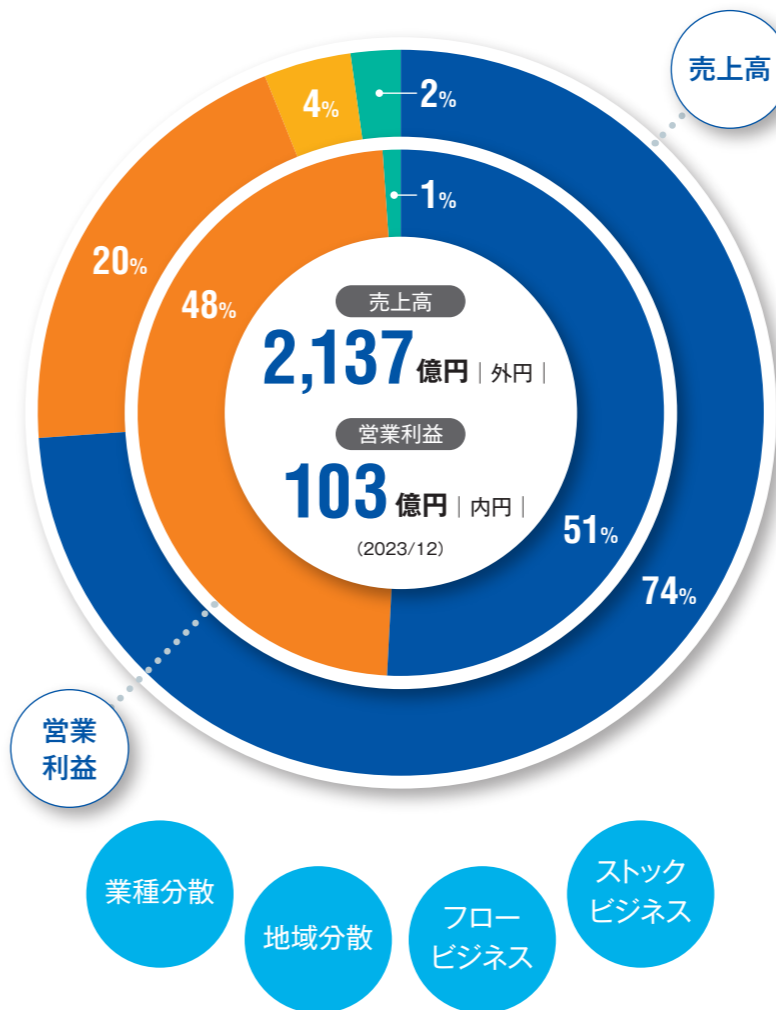 売上高
2%
4%
1%
20%
48%
売上高
2,137億円｜外円｜
営業利益
103億円｜内円｜
(2023/12)
51%
74%
営業
利益
業種分散
地域分散
フロー
ビジネス
ストック
ビジネス